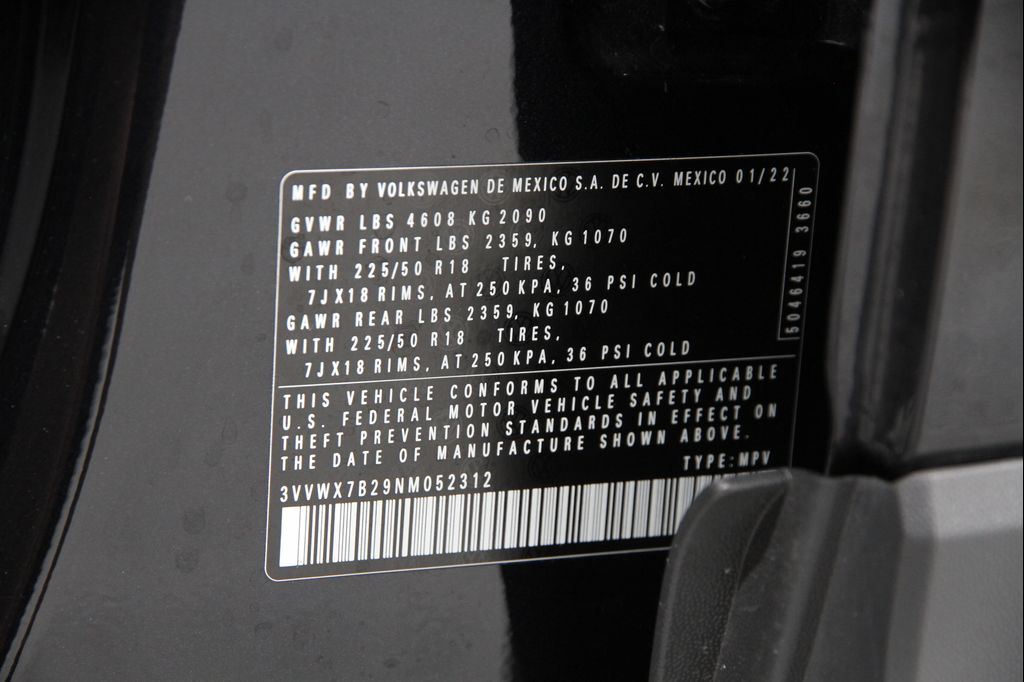 MFD BY VOLKSWAGEN DE MEXICO S.A. DE C.V. MEXICO 01/22
GVWR LBS 4608 KG 2090
GAWR FRONT LBS 2359, KG 1070
WITH 225/50 R18 TIRES,
7JX18 RIMS, AT 250 KPA, 36 PSI COLD
GAWR REAR LBS 2359, KG 1070
WITH 225/50 R18 TIRES,
7JX18 RIMS, AT 250 KPA, 36 PSI COLD
5046419 3660
THIS VEHICLE CONFORMS TO ALL APPLICABLE
U.S. FEDERAL MOTOR VEHICLE SAFETY AND
THEFT PREVENTION STANDARDS IN EFFECT ON
THE DATE OF MANUFACTURE SHOWN ABOVE.
TYPE: MPV
3VVWX7B29NM052312